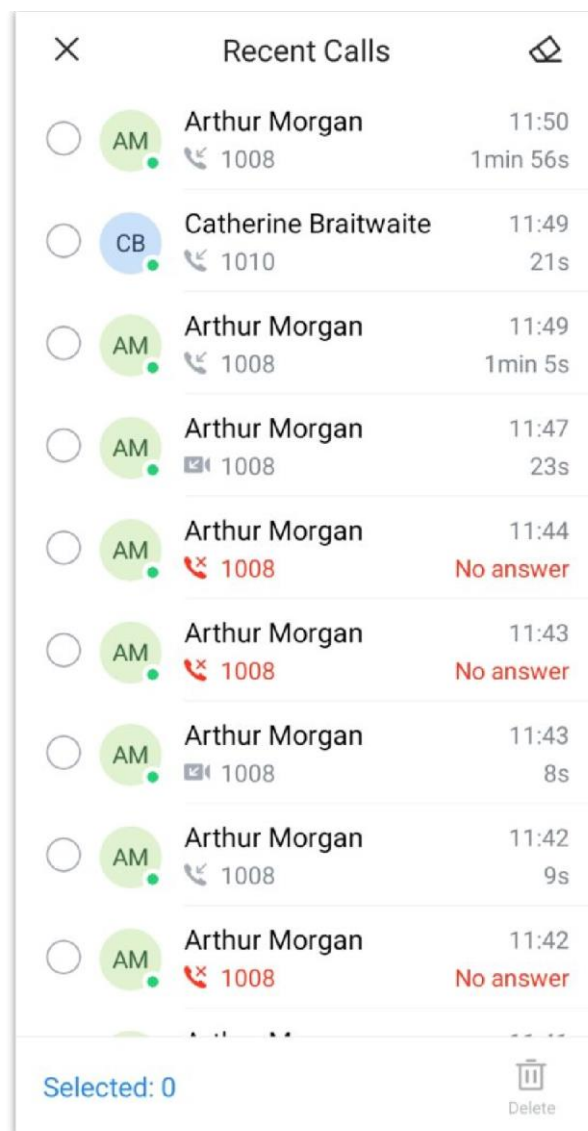 Recent Calls
AM
Arthur Morgan
11:50
1008
1min 56s
CB
Catherine Braitwaite
11:49
1010
21s
AM
Arthur Morgan
11:49
1008
1min 5s
AM
Arthur Morgan
11:47
1008
23s
AM
Arthur Morgan
11:44
1008
No answer
AM
Arthur Morgan
11:43
1008
No answer
AM
Arthur Morgan
11:43
1008
8s
AM
Arthur Morgan
11:42
1008
9s
AM
Arthur Morgan
11:42
1008
No answer
Selected: 0
Delete